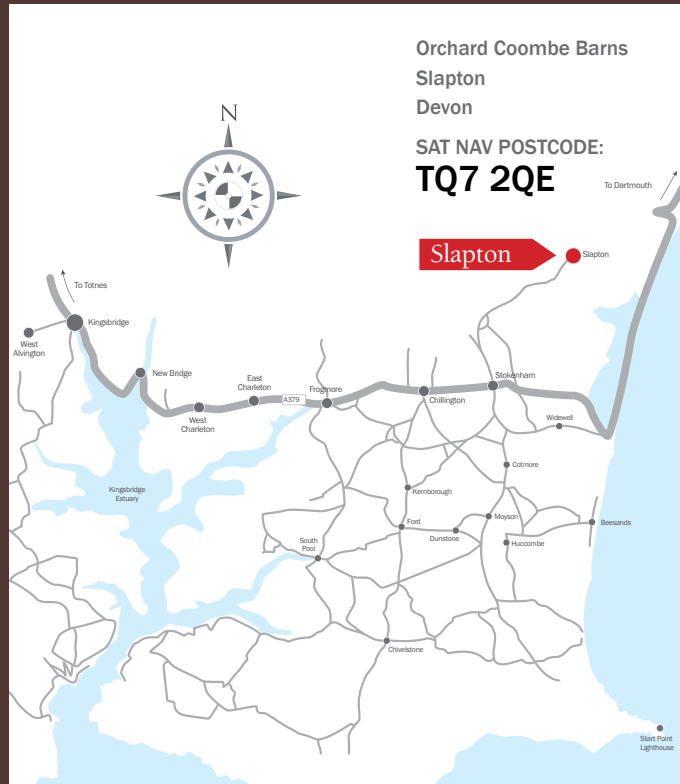 Orchard Coombe Barns
Slapton
Devon
SAT NAV POSTCODE:
TQ7 2QE
N
To Dartmouth
Slapton
Slapton
To Totnes
Kingsbridge
West
Alvington
New Bridge
East
Charleton
A379
Frogmore
West
Charleton
Chillington
Stokenham
Widewell
Cotmore
Kingsbridge
Estuary
Kernborough
Ford
Moyson
Dunstone
Beesands
South
Pool
Huccombe
Chivelstone
Start Point
Lighthouse